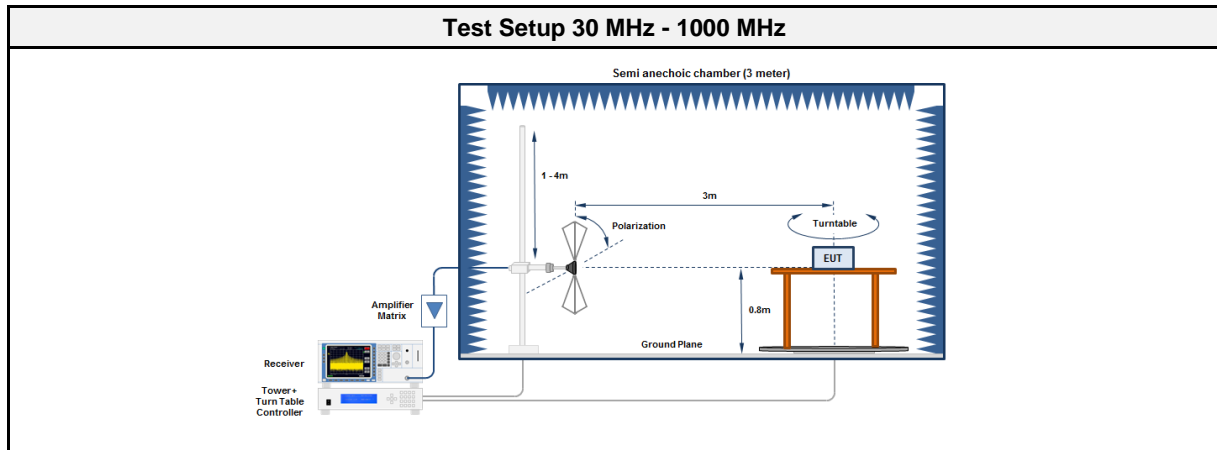 Test Setup 30 MHz - 1000 MHz
Semi anechoic chamber (3 meter)
1 - 4m
3m
Polarization
Turntable
EUT
Amplifier
Matrix
0.8m
Ground Plane
Receiver
Tower+
Turn Table
Controller